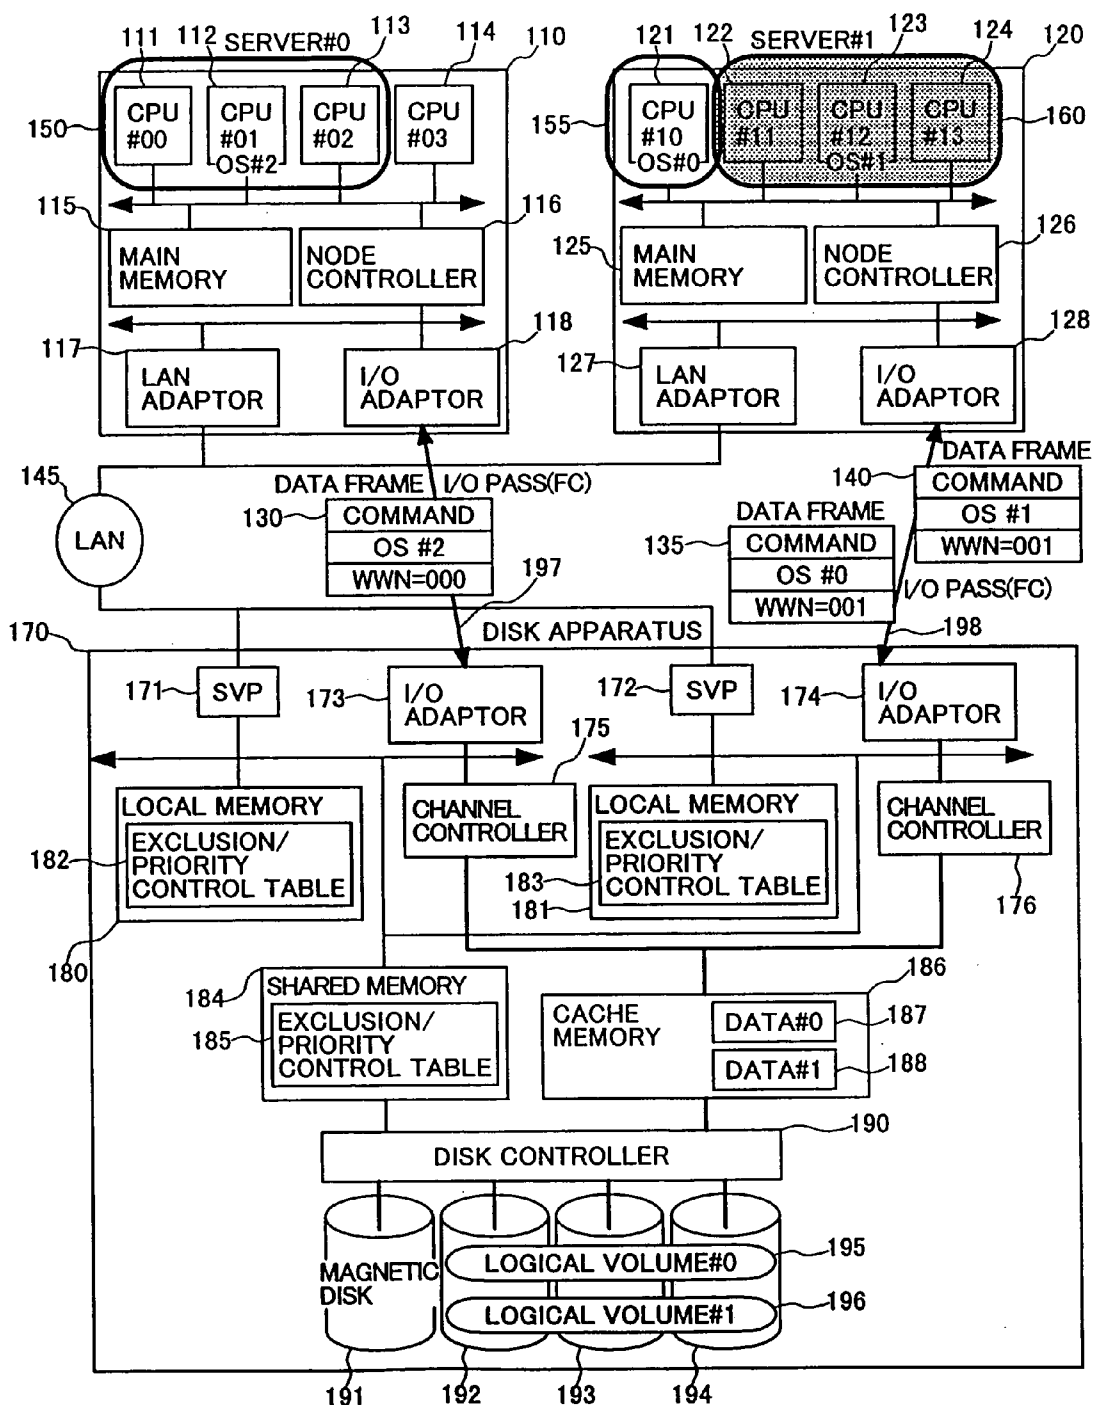 111
112
SERVER#0
113
114
110
121
122
SERVER#1
123
124
120
150
CPU
#00
CPU
#01
OS#2
CPU
#02
CPU
#03
155
CPU
#10
OS#0
CPU
#11
CPU
#12
OS#1
CPU
#13
160
115
116
MAIN
MEMORY
NODE
CONTROLLER
125
126
MAIN
MEMORY
NODE
CONTROLLER
117
118
LAN
ADAPTOR
I/O
ADAPTOR
127
128
LAN
ADAPTOR
I/O
ADAPTOR
145
LAN
DATA FRAME
I/O PASS(FC)
130
COMMAND
OS #2
WWN=000
197
DATA FRAME
135
COMMAND
OS #0
WWN=001
DATA FRAME
140
COMMAND
OS #1
WWN=001
I/O PASS(FC)
198
170
DISK APPARATUS
171
SVP
173
I/O
ADAPTOR
172
SVP
174
I/O
ADAPTOR
175
LOCAL MEMORY
182
EXCLUSION/
PRIORITY
CONTROL TABLE
180
CHANNEL
CONTROLLER
LOCAL MEMORY
EXCLUSION/
PRIORITY
183
CONTROL TABLE
181
CHANNEL
CONTROLLER
176
184
SHARED MEMORY
185
EXCLUSION/
PRIORITY
CONTROL TABLE
186
CACHE
MEMORY
DATA#0
187
DATA#1
188
190
DISK CONTROLLER
MAGNETIC
DISK
LOGICAL VOLUME#0
195
LOGICAL VOLUME#1
196
191
192
193
194